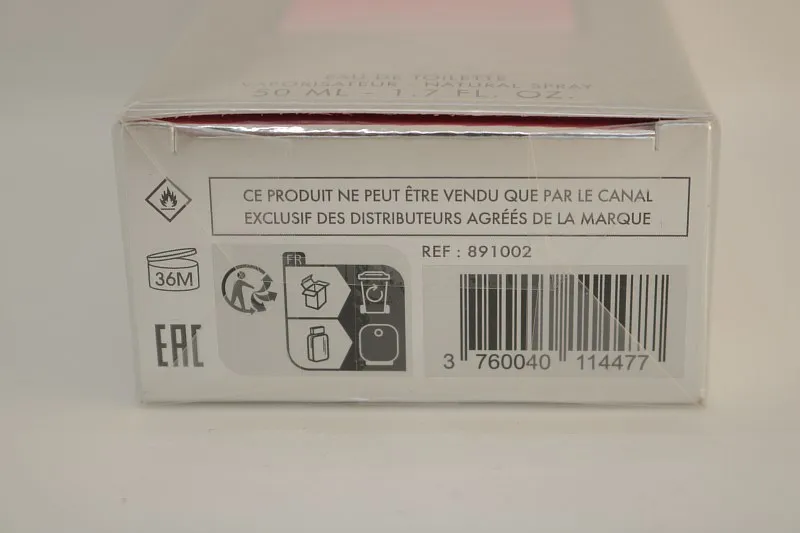 EAU DE TOILETTE
VAPORISATEUR - NATURAL SPRAY
50 ML - 1.7 FL. OZ.
CE PRODUIT NE PEUT ÊTRE VENDU QUE PAR LE CANAL
EXCLUSIF DES DISTRIBUTEURS AGRÉÉS DE LA MARQUE
REF : 891002
FR
36M
EAC
3 760040 114477